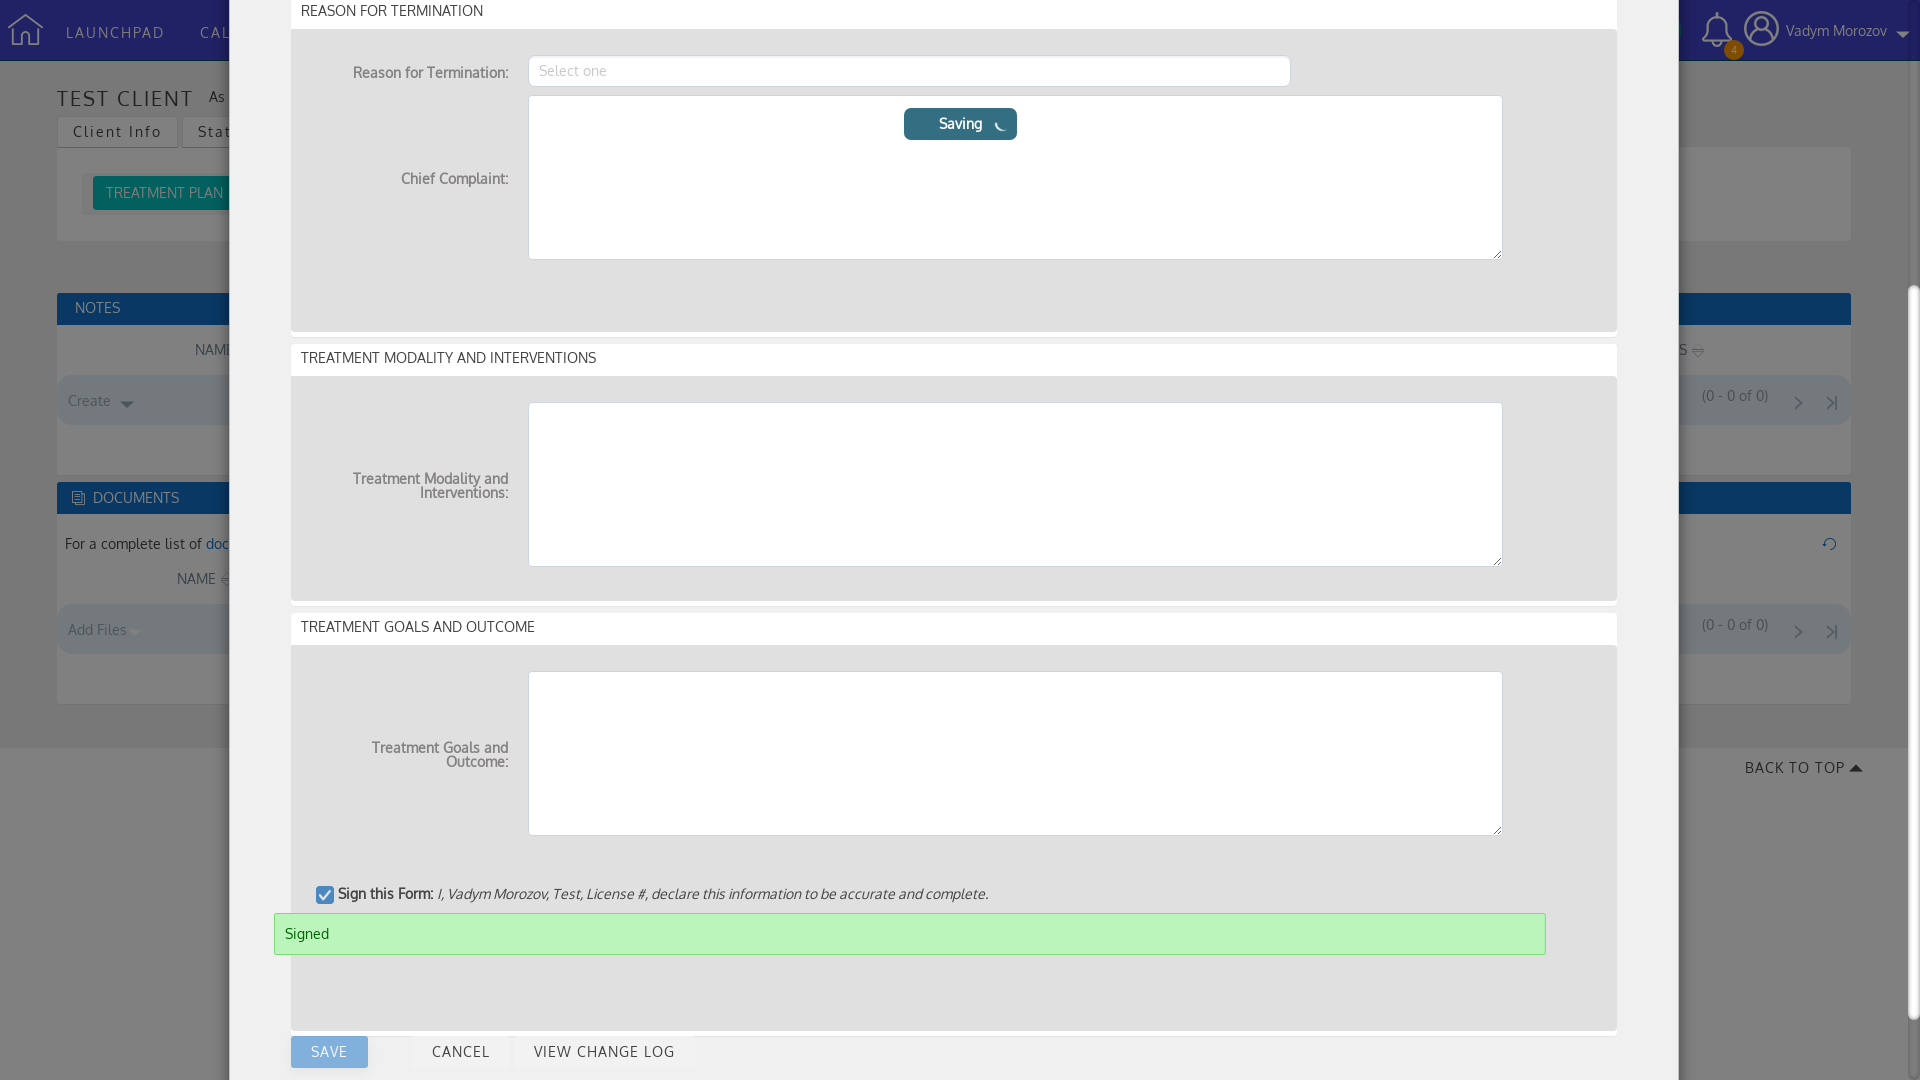 REASON FOR TERMINATION
LAUNCHPAD
CAL
4
Vadym Morozov
Reason for Termination:
Select one
TEST CLIENT
As
Saving
Client Info
Stat
Chief Complaint:
TREATMENT PLAN
NOTES
NAME
S
TREATMENT MODALITY AND INTERVENTIONS
Create
(0 - 0 of 0)
Treatment Modality and
Interventions:
DOCUMENTS
For a complete list of doc
NAME
Add Files
(0 - 0 of 0)
TREATMENT GOALS AND OUTCOME
Treatment Goals and
Outcome:
BACK TO TOP
Sign this Form: I, Vadym Morozov, Test, License #, declare this information to be accurate and complete.
Signed
SAVE
CANCEL
VIEW CHANGE LOG